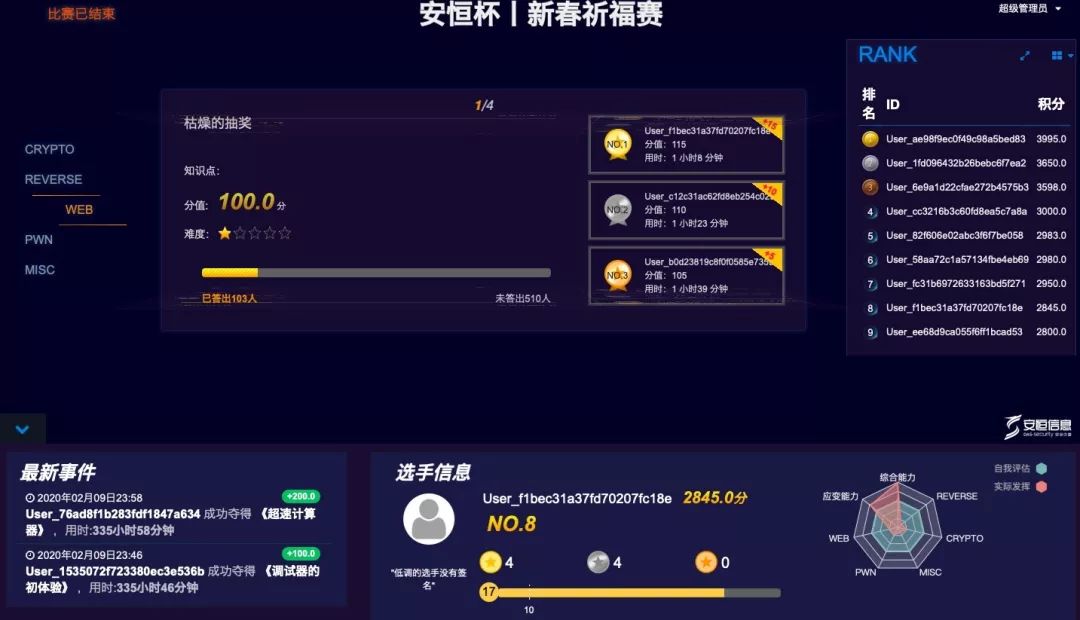 比赛已结束
安恒杯丨新春祈福赛
超级管理员
CRYPTO
REVERSE
WEB
PWN
MISC
1/4
枯燥的抽奖
知识点：
分值： 100.0 分
难度：
已答出103人
未答出510人
+15
NO.1
User_f1bec31a37fd70207fc18e
分值： 115
用时： 1 小时8 分钟
+10
NO.2
User_c12c31ac62fd8eb254c02
分值： 110
用时： 1 小时23 分钟
+5
NO.3
User_b0d23819c8f0f0585e735
分值： 105
用时： 1 小时39 分钟
RANK
排名 ID 积分
1 User_ae98f9ec0f49c98a5bed83 3995.0
2 User_1fd096432b26bebc6f7ea2 3650.0
3 User_6e9a1d22cfae272b4575b3 3598.0
4 User_cc3216b3c60fd8ea5c7a8a 3000.0
5 User_82f606e02abc3f6f7be058 2983.0
6 User_58aa72c1a57134fbe4eb69 2980.0
7 User_fc31b6972633163bd5f271 2950.0
8 User_f1bec31a37fd70207fc18e 2845.0
9 User_ee68d9ca055f6ff1bcad53 2800.0
安恒信息
最新事件
2020年02月09日23:58 +200.0
User_76ad8f1b283fdf1847a634 成功夺得 《超速计算
器》 ，用时:335小时58分钟
2020年02月09日23:46 +100.0
User_1535072f723380ec3e536b 成功夺得 《调试器的
初体验》 ，用时:335小时46分钟
选手信息
User_f1bec31a37fd70207fc18e 2845.0分
NO.8
4 4 0
"低调的选手没有签
名"
17
10
综合能力
REVERSE
CRYPTO
MISC
PWN
WEB
应变能力
自我评估
实际发挥